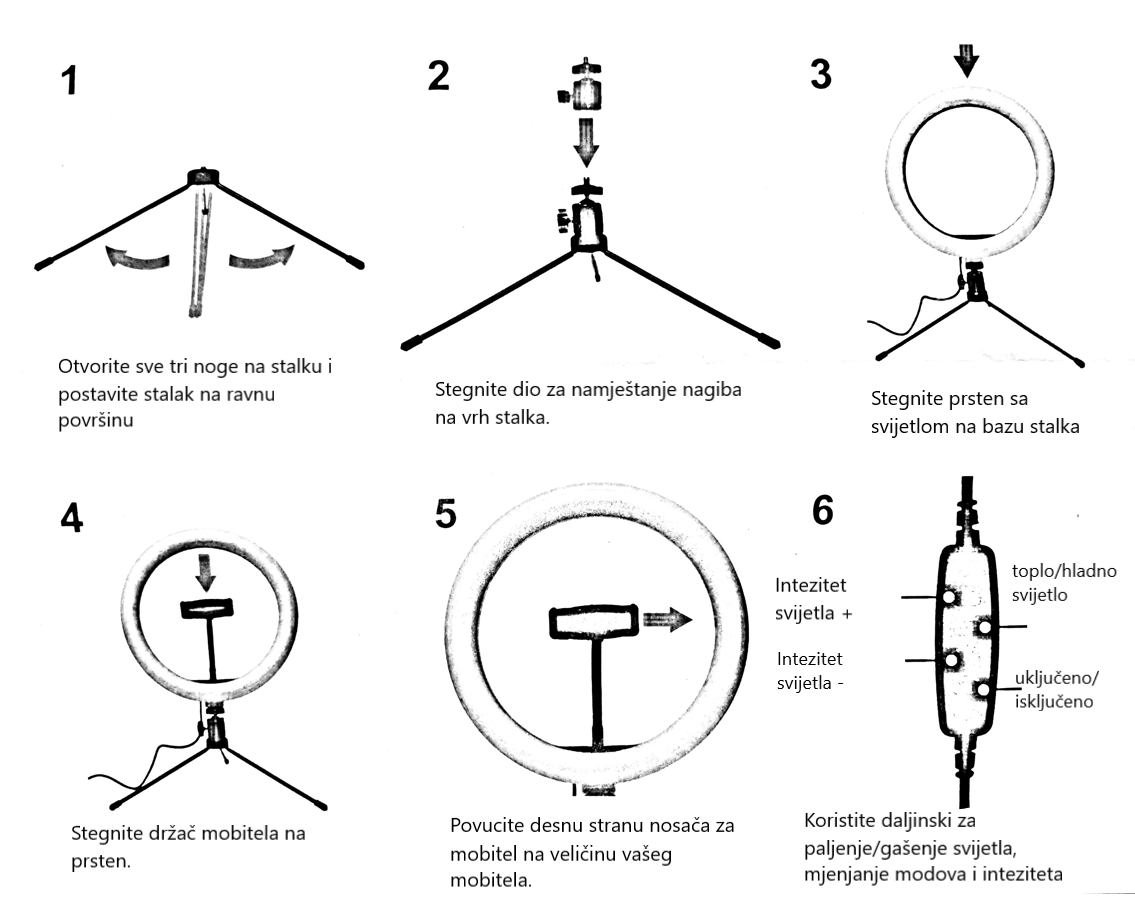 1
Otvorite sve tri noge na stalku i
postavite stalak na ravnu
površinu
2
Stegnite dio za namještanje nagiba
na vrh stalka.
3
Stegnite prsten sa
svijetlom na bazu stalka
4
Stegnite držač mobitela na
prsten.
5
Povucite desnu stranu nosača za
mobitel na veličinu vašeg
mobitela.
6
Intezitet
svijetla +
Intezitet
svijetla -
toplo/hladno
svijetlo
uključeno/
isključeno
Koristite daljinski za
paljenje/gašenje svijetla,
mjenjanje modova i inteziteta